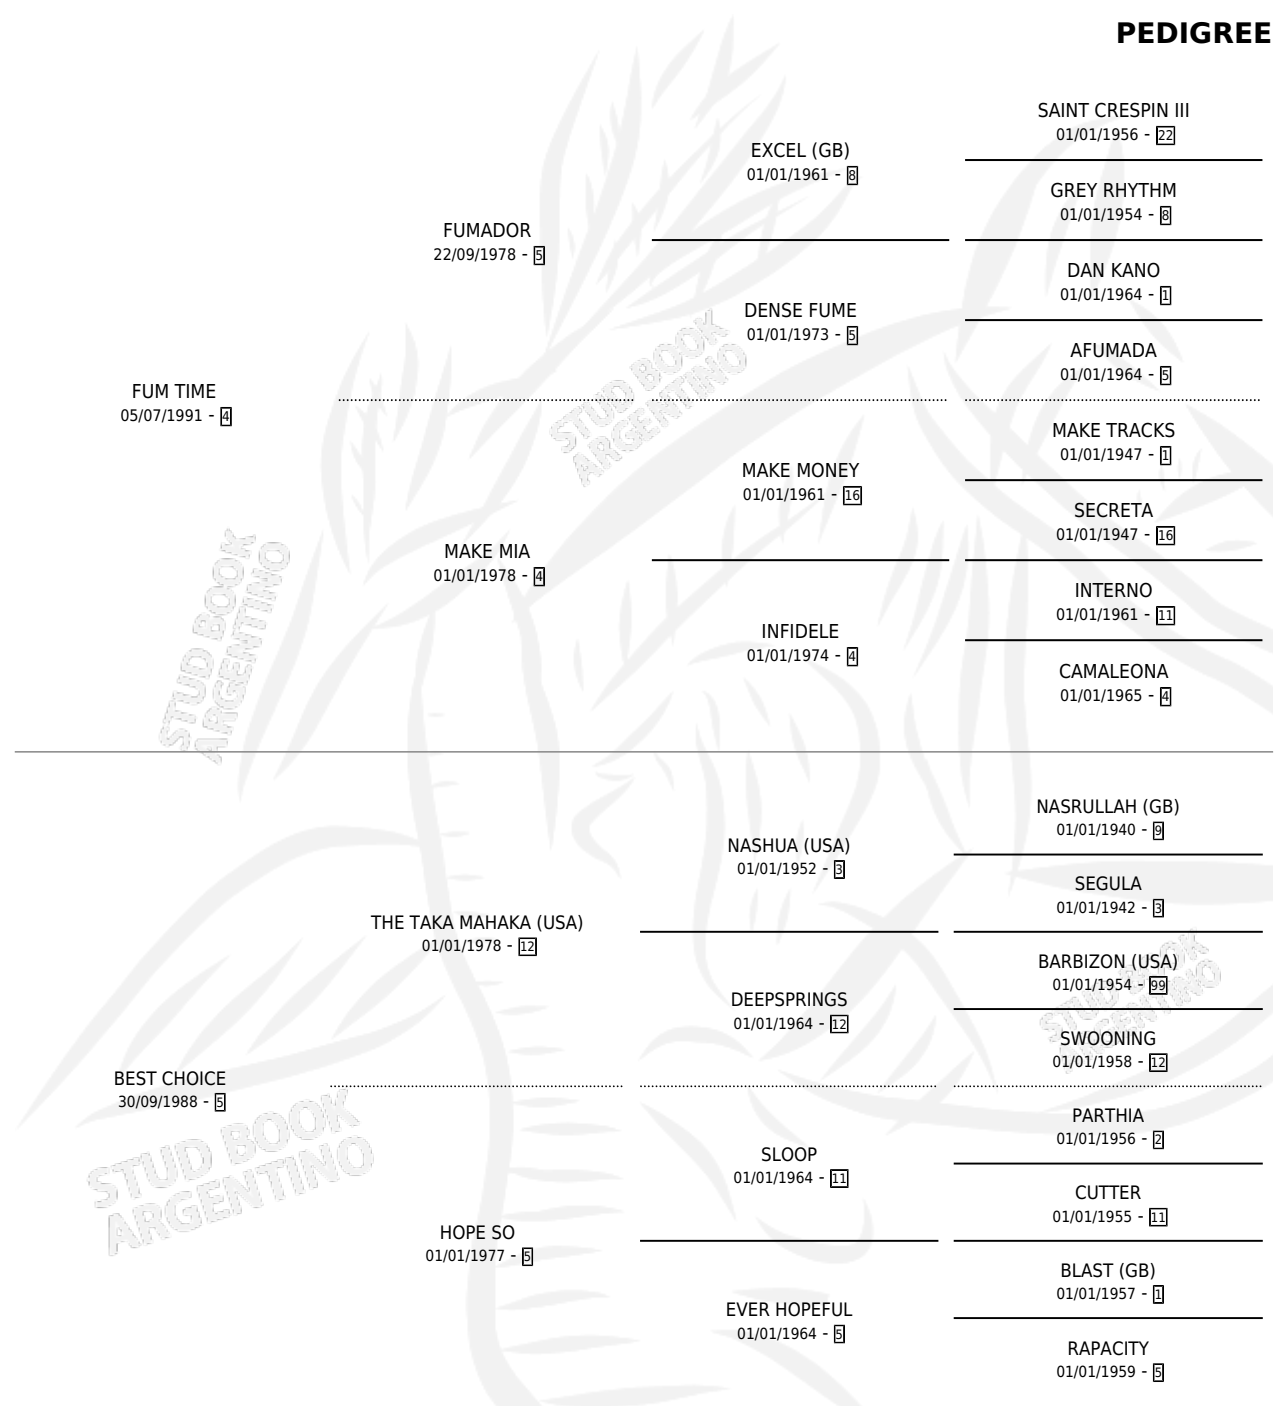 PEDIGREE
SAINT CRESPIN III
01/01/1956 - 22
EXCEL (GB)
01/01/1961 - 8
GREY RHYTHM
01/01/1954 - 8
FUMADOR
22/09/1978 - 5
DAN KANO
01/01/1964 - 1
DENSE FUME
01/01/1973 - 5
AFUMADA
01/01/1964 - 5
FUM TIME
05/07/1991 - 4
MAKE TRACKS
01/01/1947 - 1
MAKE MONEY
01/01/1961 - 16
SECRETA
01/01/1947 - 16
MAKE MIA
01/01/1978 - 4
INTERNO
01/01/1961 - 11
INFIDELE
01/01/1974 - 4
CAMALEONA
01/01/1965 - 4
STUD BOOK
ARGENTINO
STUD BOOK
ARGENTINO
NASRULLAH (GB)
01/01/1940 - 9
NASHUA (USA)
01/01/1952 - 3
SEGULA
01/01/1942 - 3
THE TAKA MAHAKA (USA)
01/01/1978 - 12
BARBIZON (USA)
01/01/1954 - 99
DEEPSPRINGS
01/01/1964 - 12
SWOONING
01/01/1958 - 12
BEST CHOICE
30/09/1988 - 5
PARTHIA
01/01/1956 - 2
SLOOP
01/01/1964 - 11
CUTTER
01/01/1955 - 11
HOPE SO
01/01/1977 - 5
BLAST (GB)
01/01/1957 - 1
EVER HOPEFUL
01/01/1964 - 5
RAPACITY
01/01/1959 - 5
STUD BOOK
ARGENTINO
STUD BOOK
ARGENTINO